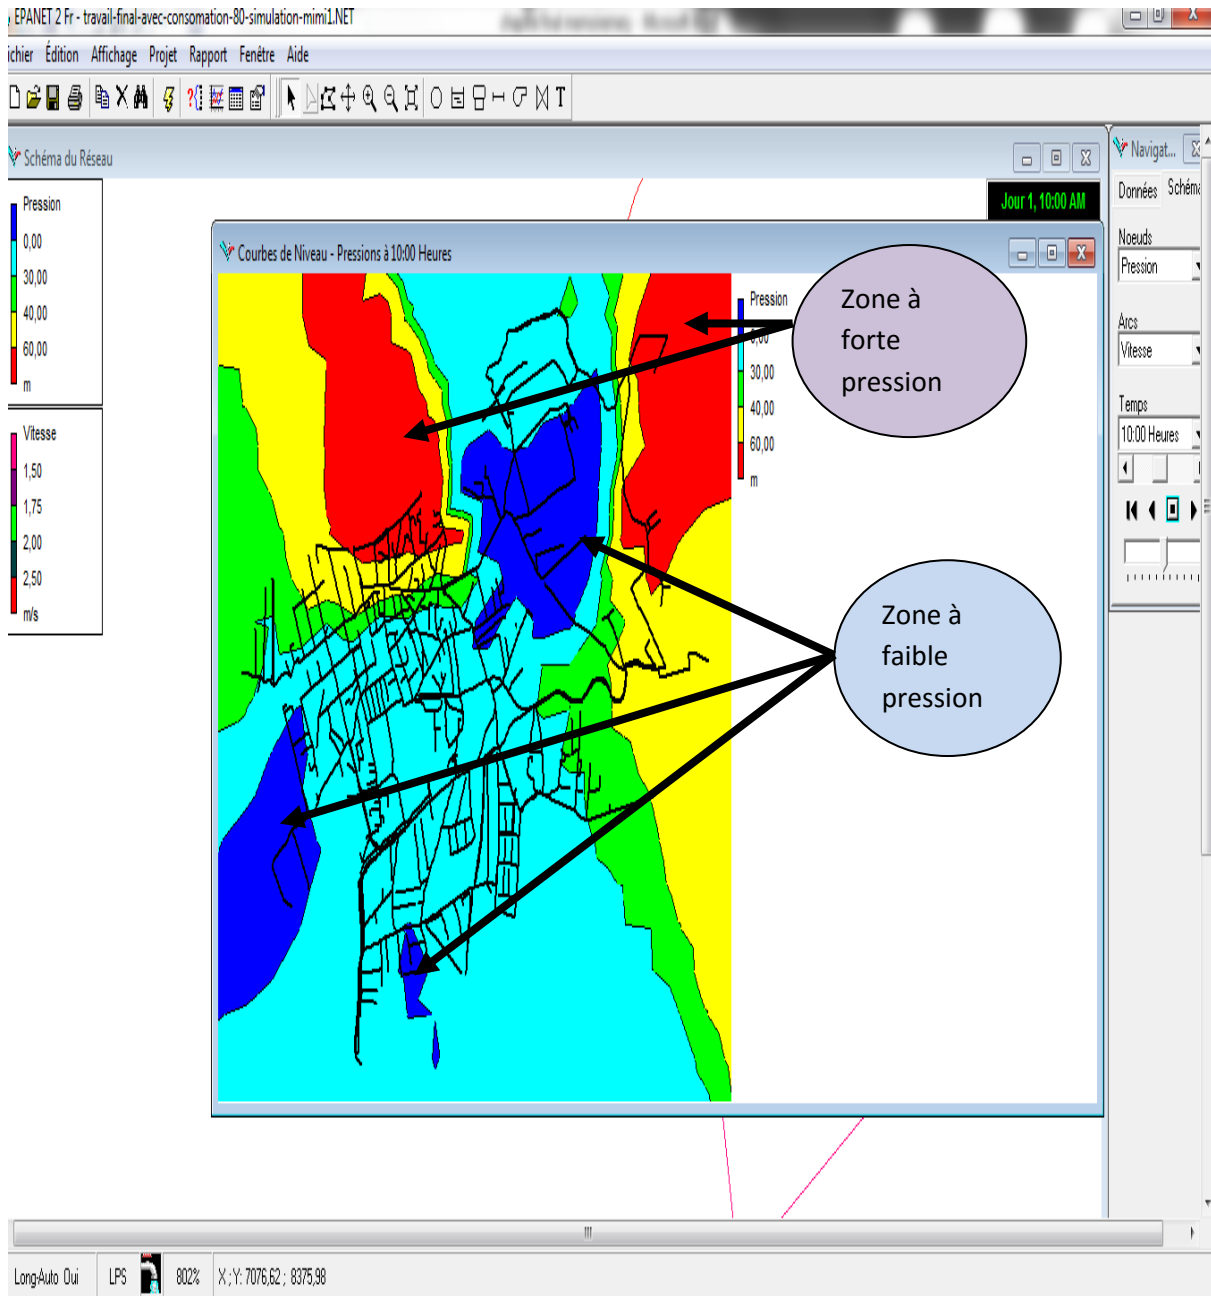 EPANET 2 Fr - travail-final-avec-consomation-80-simulation-mimi1.NET
ichier Édition Affichage Projet Rapport Fenêtre Aide
Schéma du Réseau
Navigat...
Données Schéma
Jour 1, 10:00 AM
Pression
0,00
30,00
40,00
60,00
m
Vitesse
1,50
1,75
2,00
2,50
m/s
Courbes de Niveau - Pressions à 10:00 Heures
Pression
0,00
30,00
40,00
60,00
m
Zone à
forte
pression
Zone à
faible
pression
Noeuds
Pression
Arcs
Vitesse
Temps
10:00 Heures
Long-Auto Oui LPS 802% X ; Y: 7076,62 ; 8375,98